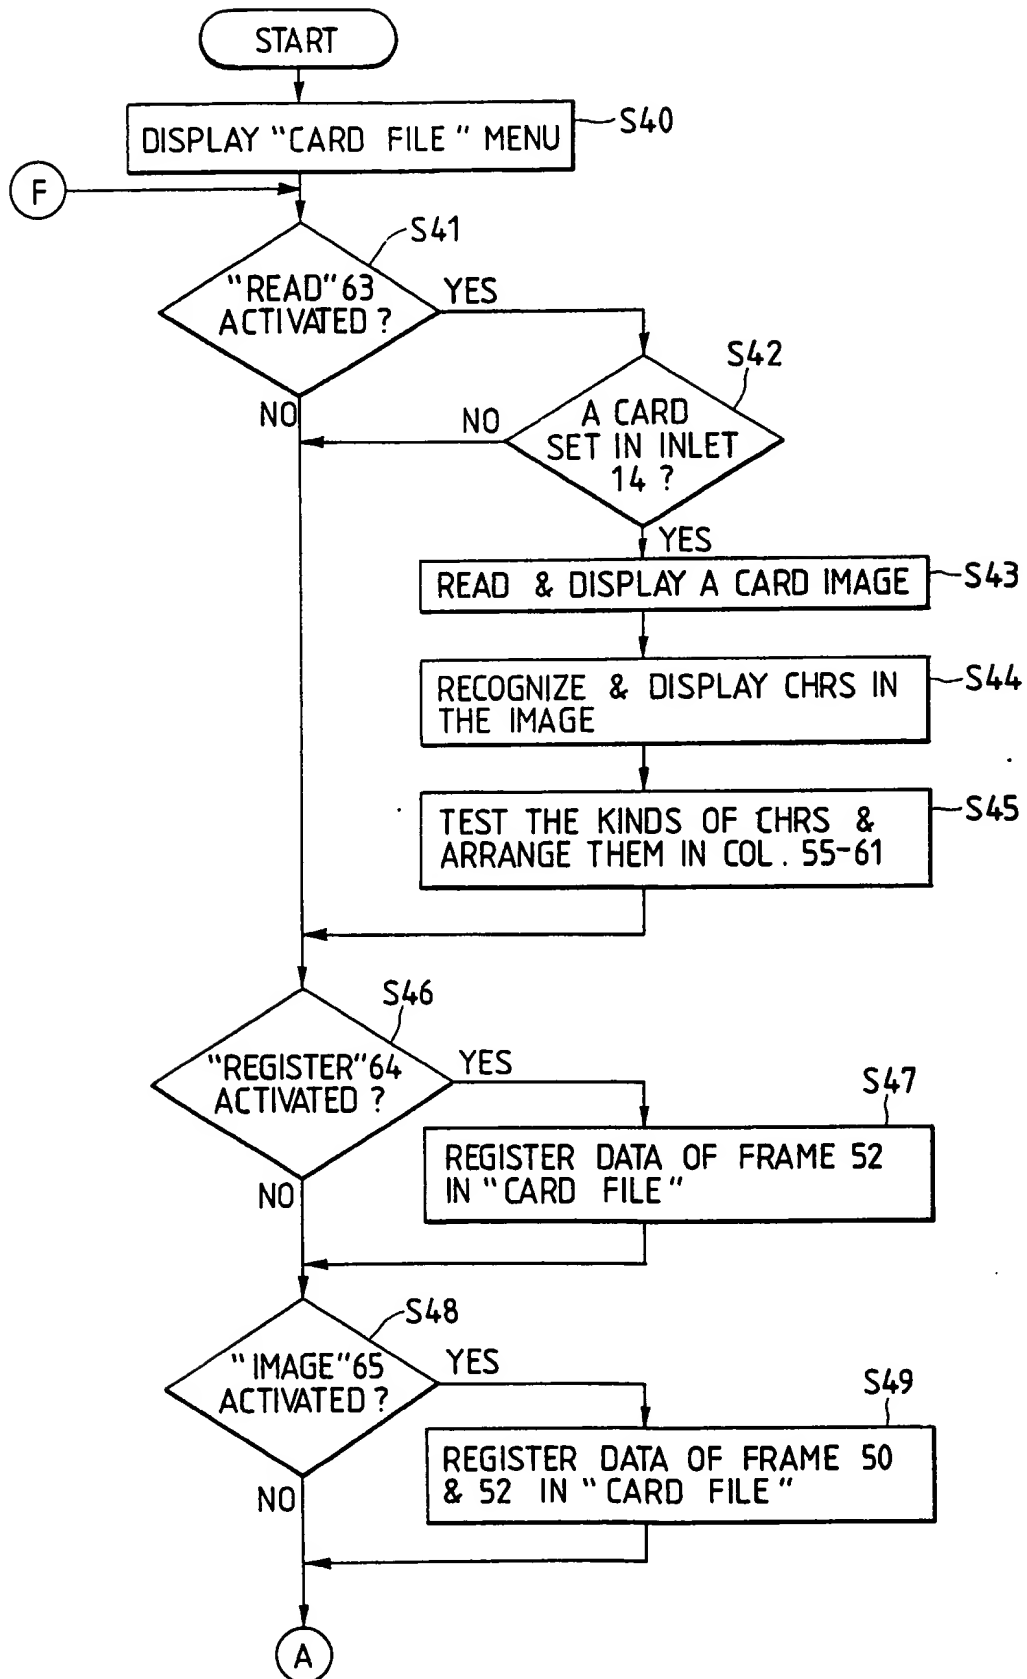 START
DISPLAY "CARD FILE" MENU
S40
F
S41
"READ" 63
ACTIVATED ?
YES
NO
S42
A CARD
SET IN INLET
14 ?
NO
YES
READ & DISPLAY A CARD IMAGE
S43
RECOGNIZE & DISPLAY CHRS IN
THE IMAGE
S44
TEST THE KINDS OF CHRS &
ARRANGE THEM IN COL. 55-61
S45
S46
"REGISTER" 64
ACTIVATED ?
YES
NO
S47
REGISTER DATA OF FRAME 52
IN "CARD FILE"
S48
"IMAGE" 65
ACTIVATED ?
YES
NO
S49
REGISTER DATA OF FRAME 50
& 52 IN "CARD FILE"
A